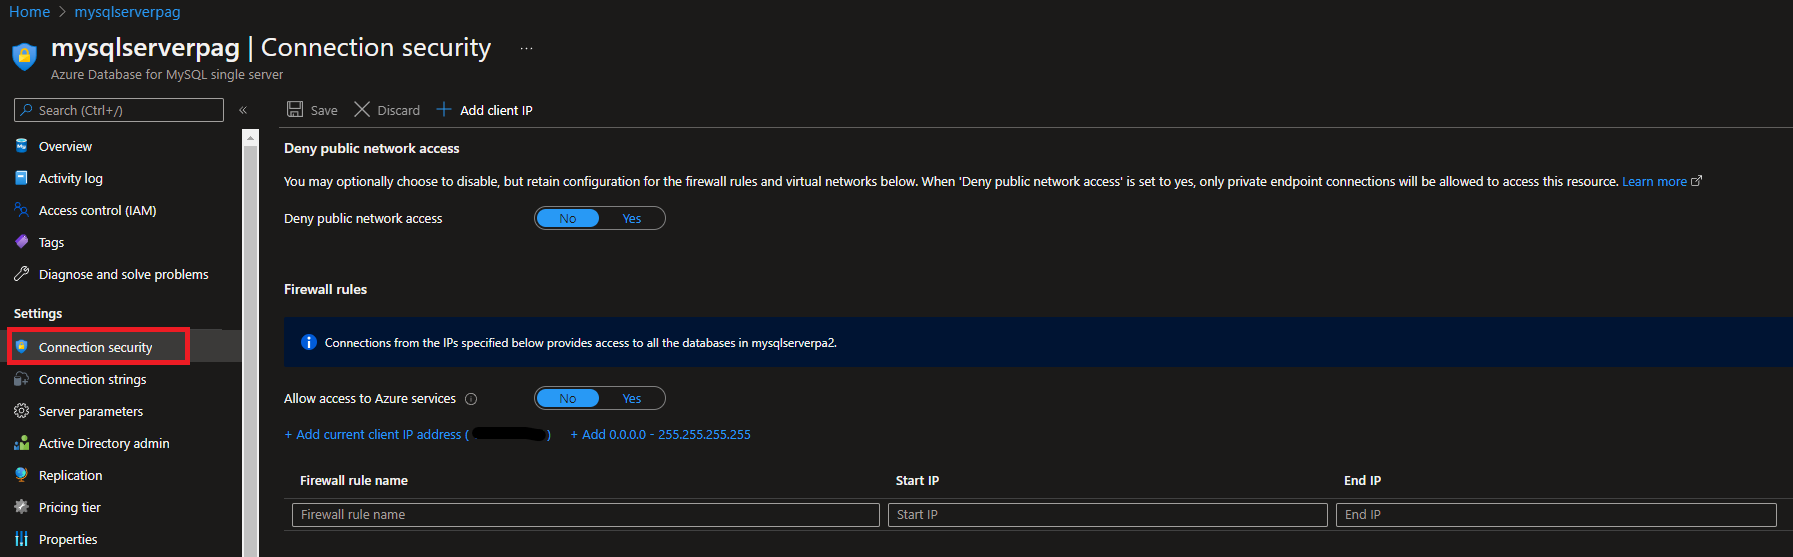 Home > mysqlserverpag
mysqlserverpag | Connection security ...
Azure Database for MySQL single server
Search (Ctrl+/) «
Save Discard + Add client IP
Overview
Activity log
Access control (IAM)
Tags
Diagnose and solve problems
Settings
Connection security
Connection strings
Server parameters
Active Directory admin
Replication
Pricing tier
Properties
Deny public network access
You may optionally choose to disable, but retain configuration for the firewall rules and virtual networks below. When 'Deny public network access' is set to yes, only private endpoint connections will be allowed to access this resource. Learn more
Deny public network access No Yes
Firewall rules
Connections from the IPs specified below provides access to all the databases in mysqlserverpa2.
Allow access to Azure services No Yes
+ Add current client IP address ( ) + Add 0.0.0.0 - 255.255.255.255
Firewall rule name Start IP End IP
Firewall rule name Start IP End IP